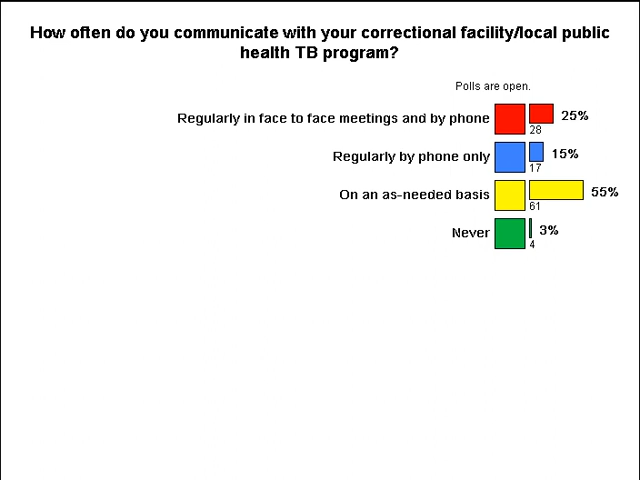 How often do you communicate with your correctional facility/local public
health TB program?
Polls are open.
Regularly in face to face meetings and by phone 25%
28
Regularly by phone only 15%
17
On an as-needed basis 55%
61
Never 3%
4